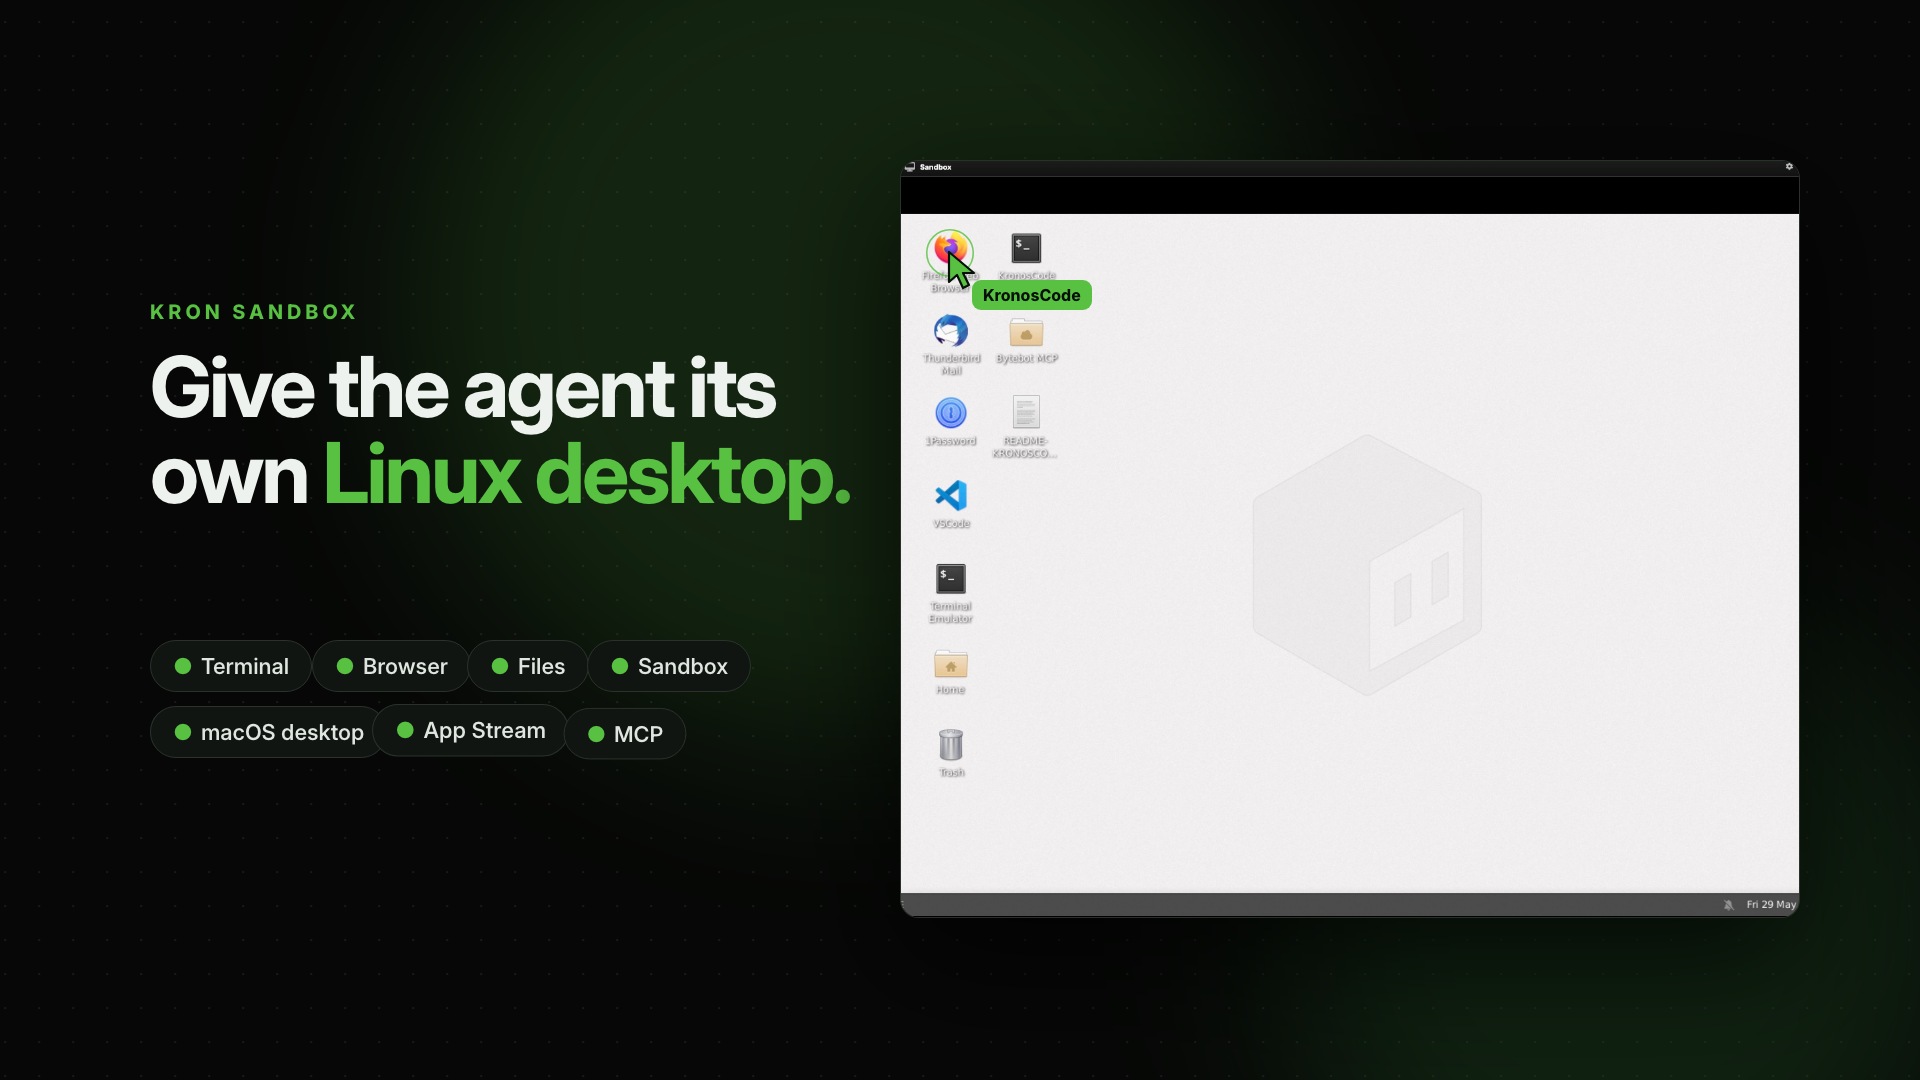 KRON SANDBOX
Give the agent its
own Linux desktop.
Terminal
Browser
Files
Sandbox
macOS desktop
App Stream
MCP
Sandbox
$_
KronosCode
KronosCode
Thunderbird
Mail
Bytebot MCP
1Password
README-
KRONOSCO...
VSCode
$_
Terminal
Emulator
Home
Trash
Fri 29 May